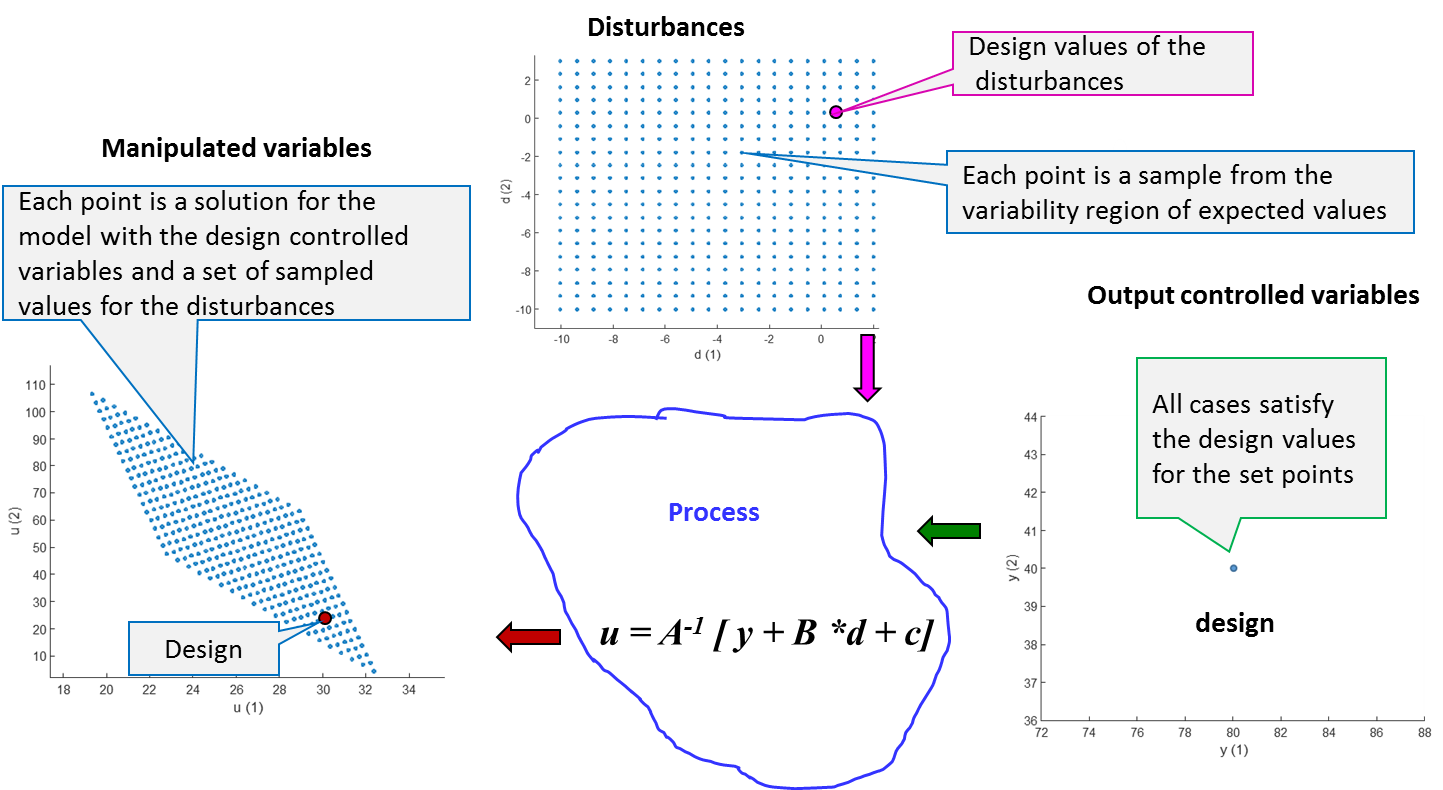 Disturbances
Design values of the
disturbances
2
0
-2
-4
-6
-8
-10
d (2)
-10
-8
-6
-4
-2
0
d (1)
Each point is a sample from the
variability region of expected values
Manipulated variables
Each point is a solution for the
model with the design controlled
variables and a set of sampled
values for the disturbances
110
100
90
80
70
60
50
40
30
20
10
u (2)
18
20
22
24
26
28
30
32
34
u (1)
Design
Process
u = A-1 [ y + B *d + c]
Output controlled variables
All cases satisfy
the design values
for the set points
44
43
42
41
40
39
38
37
36
y (2)
design
72
74
76
78
80
82
84
86
88
y (1)